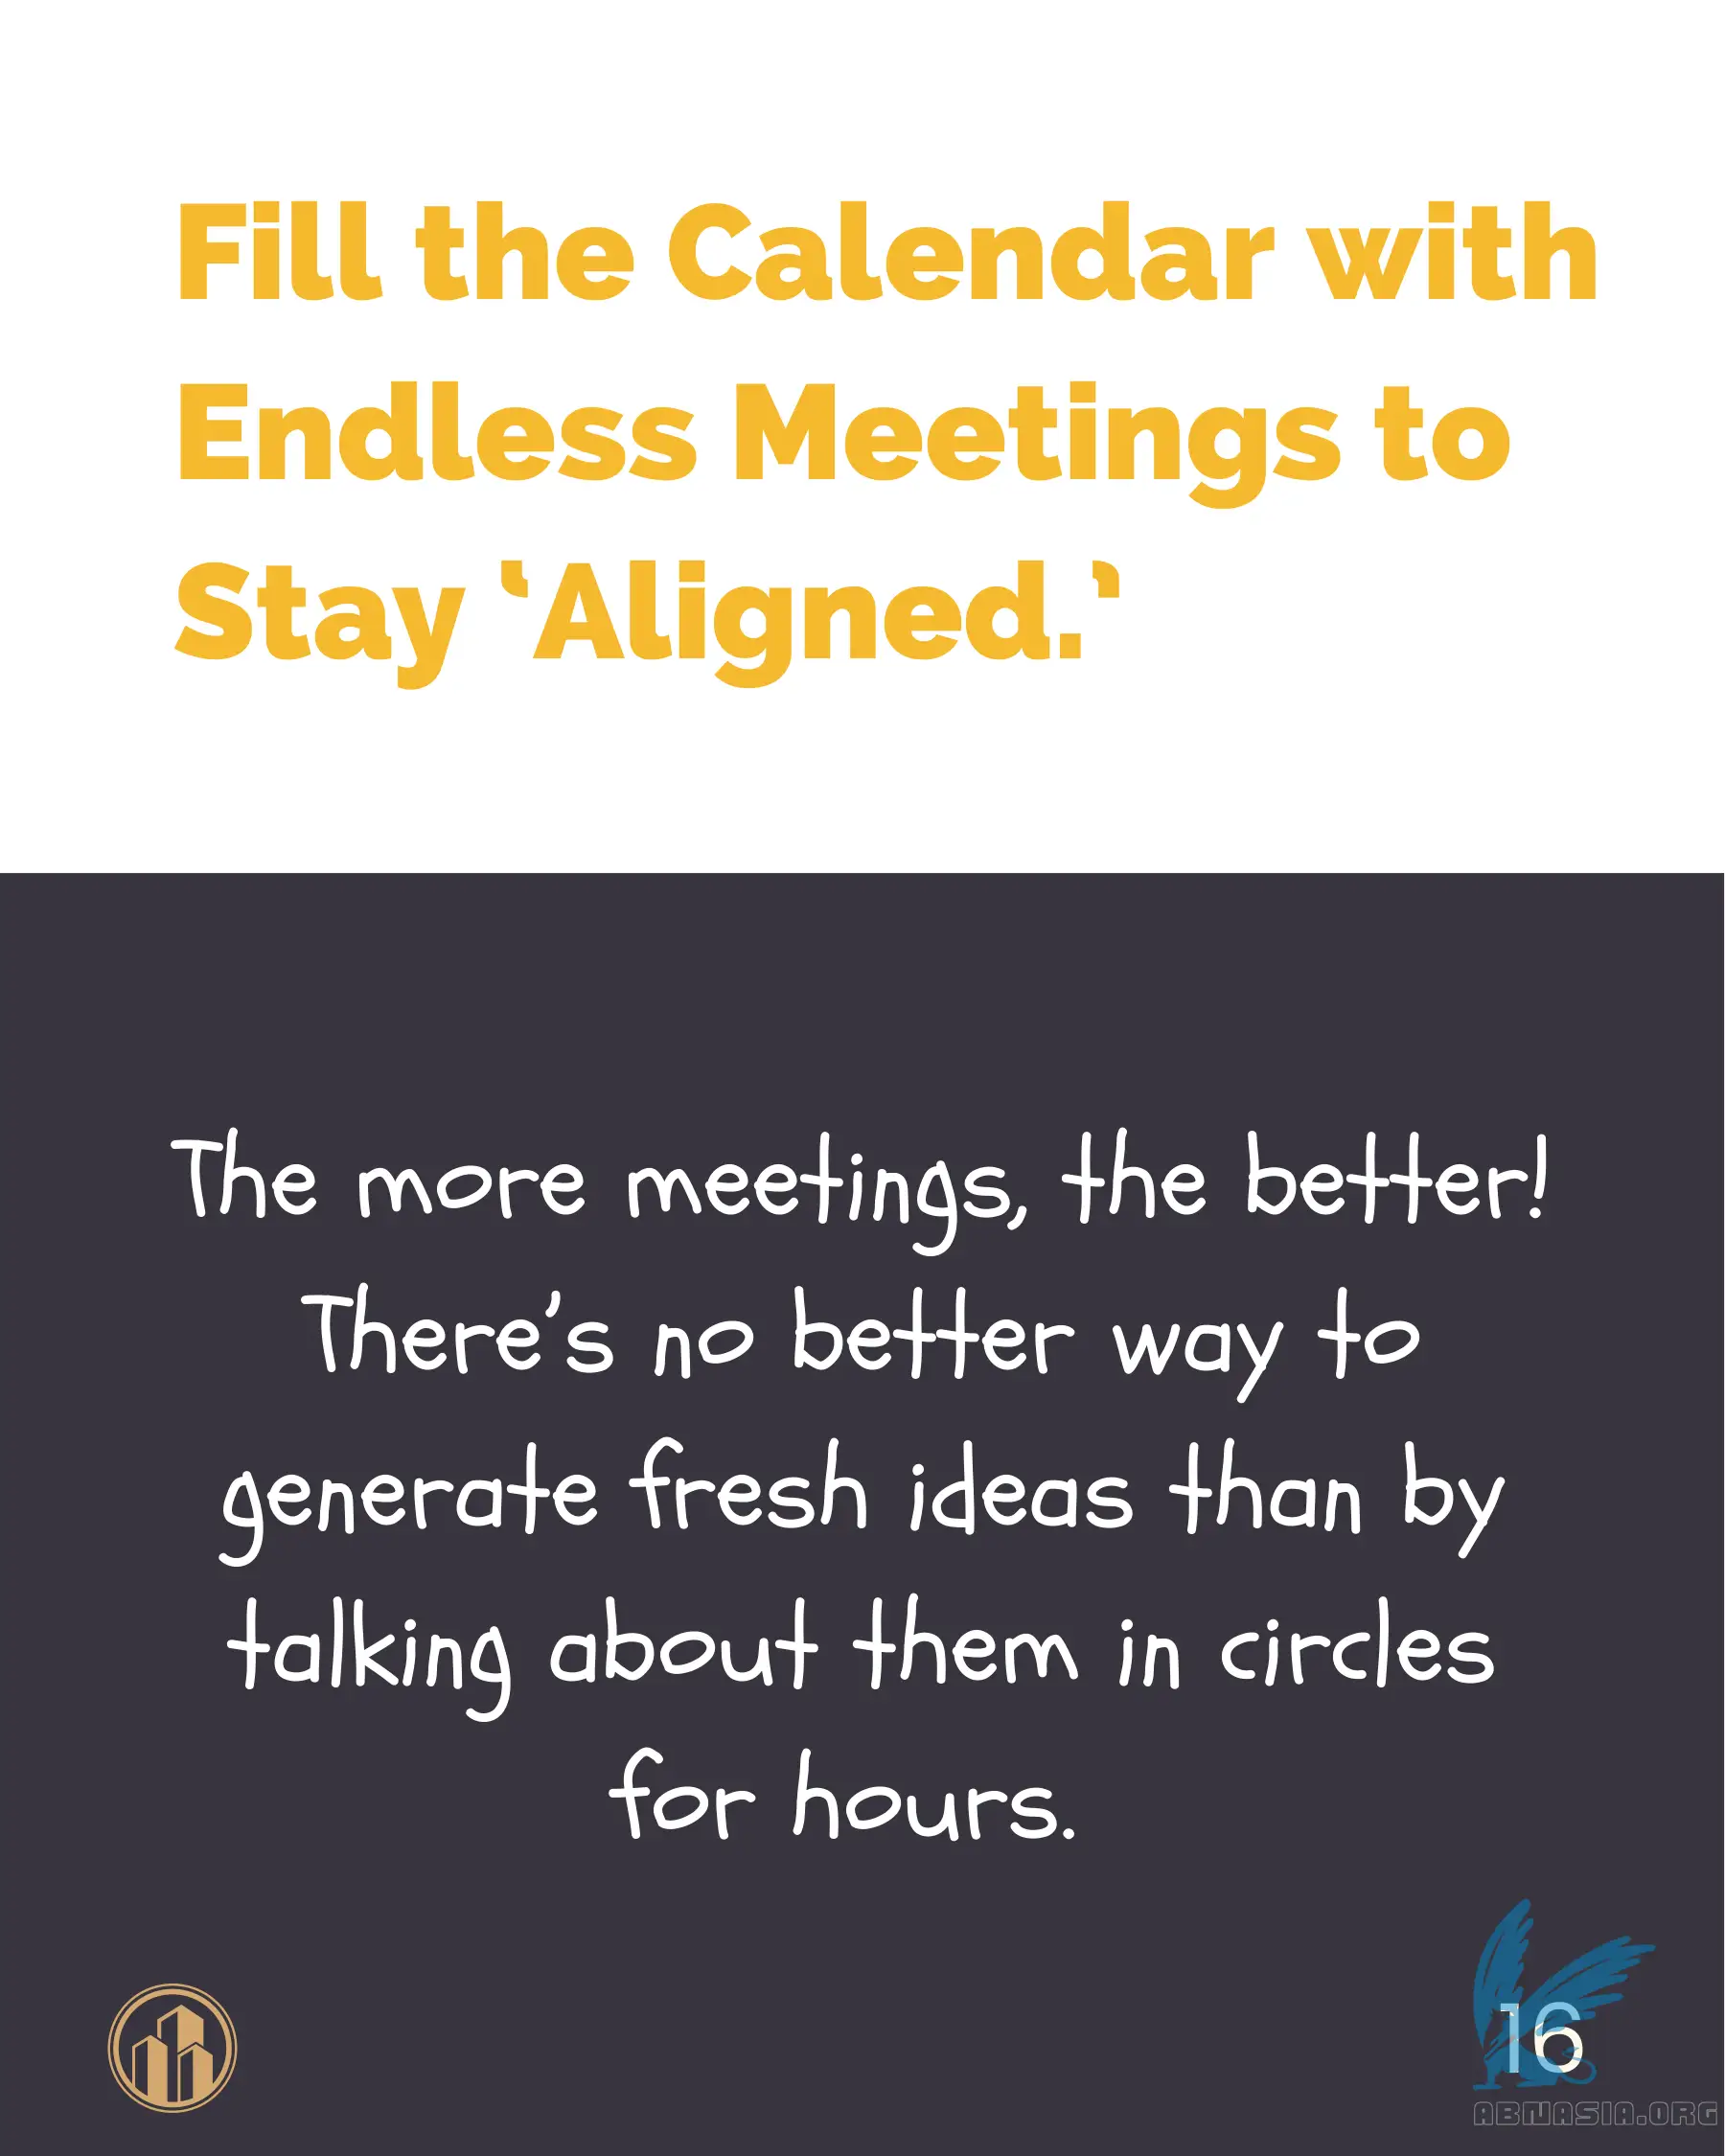 Fill the Calendar with
Endless Meetings to
Stay ‘Aligned.’
The more meetings, the better!
There’s no better way to
generate fresh ideas than by
talking about them in circles
for hours.
16
ABNASIA.ORG